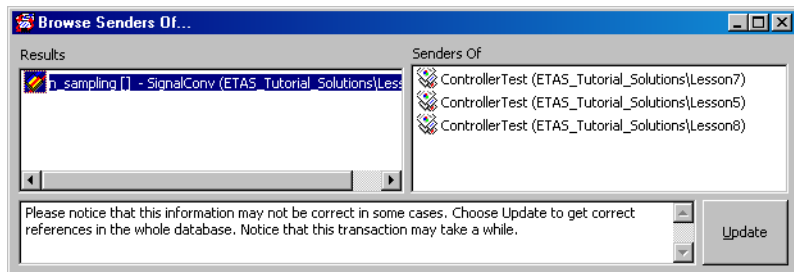 Browse Senders Of...
Results
n_sampling [] - SignalConv (ETAS_Tutorial_Solutions\Less
Senders Of
ControllerTest (ETAS_Tutorial_Solutions\Lesson7)
ControllerTest (ETAS_Tutorial_Solutions\Lesson5)
ControllerTest (ETAS_Tutorial_Solutions\Lesson8)
Please notice that this information may not be correct in some cases. Choose Update to get correct
references in the whole database. Notice that this transaction may take a while.
Update